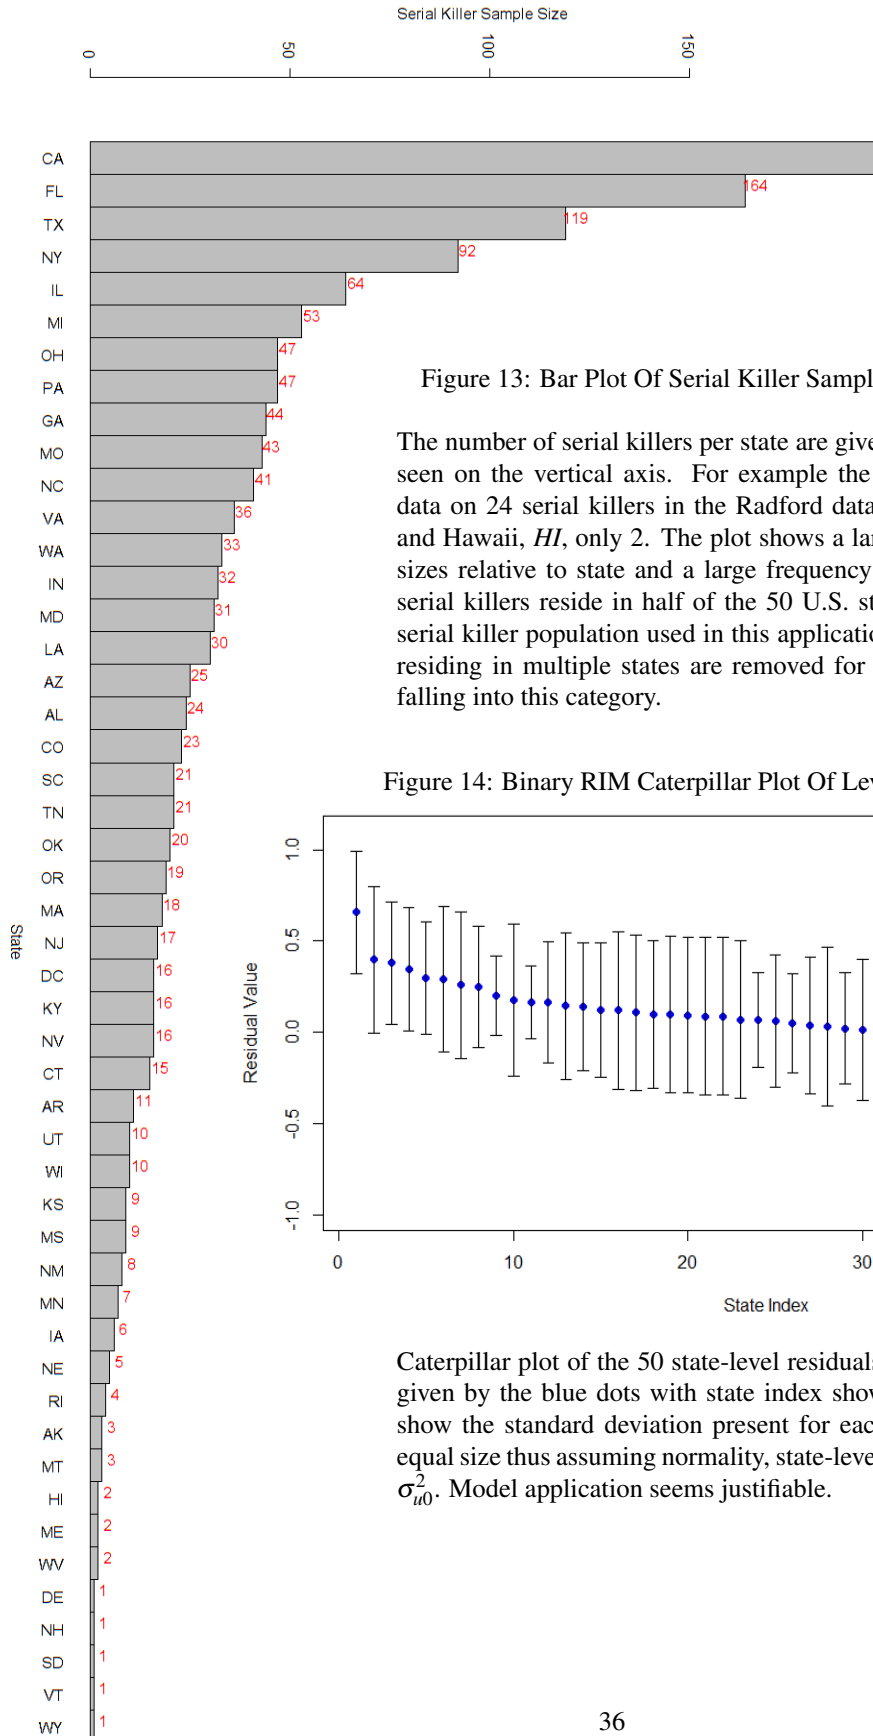 Serial Killer Sample Size
0 50 100 150
CA
FL 164
TX 119
NY 92
IL 64
MI 53
OH 47
PA 47
GA 44
MO 43
NC 41
VA 36
WA 33
IN 32
MD 31
LA 30
AZ 25
AL 24
CO 23
SC 21
TN 21
OK 20
OR 19
MA 18
NJ 17
DC 16
KY 16
NV 16
CT 15
AR 11
UT 10
WI 10
KS 9
MS 9
NM 8
MN 7
IA 6
NE 5
RI 4
AK 3
MT 3
HI 2
ME 2
WV 2
DE 1
NH 1
SD 1
VT 1
WY 1
State
Figure 13: Bar Plot Of Serial Killer Sampl
The number of serial killers per state are give
seen on the vertical axis. For example the
data on 24 serial killers in the Radford data
and Hawaii, HI, only 2. The plot shows a lar
sizes relative to state and a large frequency
serial killers reside in half of the 50 U.S. st
serial killer population used in this applicatio
residing in multiple states are removed for
falling into this category.
Figure 14: Binary RIM Caterpillar Plot Of Lev
Residual Value
1.0
0.5
0.0
-0.5
-1.0
0 10 20 30
State Index
Caterpillar plot of the 50 state-level residuals
given by the blue dots with state index show
show the standard deviation present for eac
equal size thus assuming normality, state-leve
σ²u0. Model application seems justifiable.
36